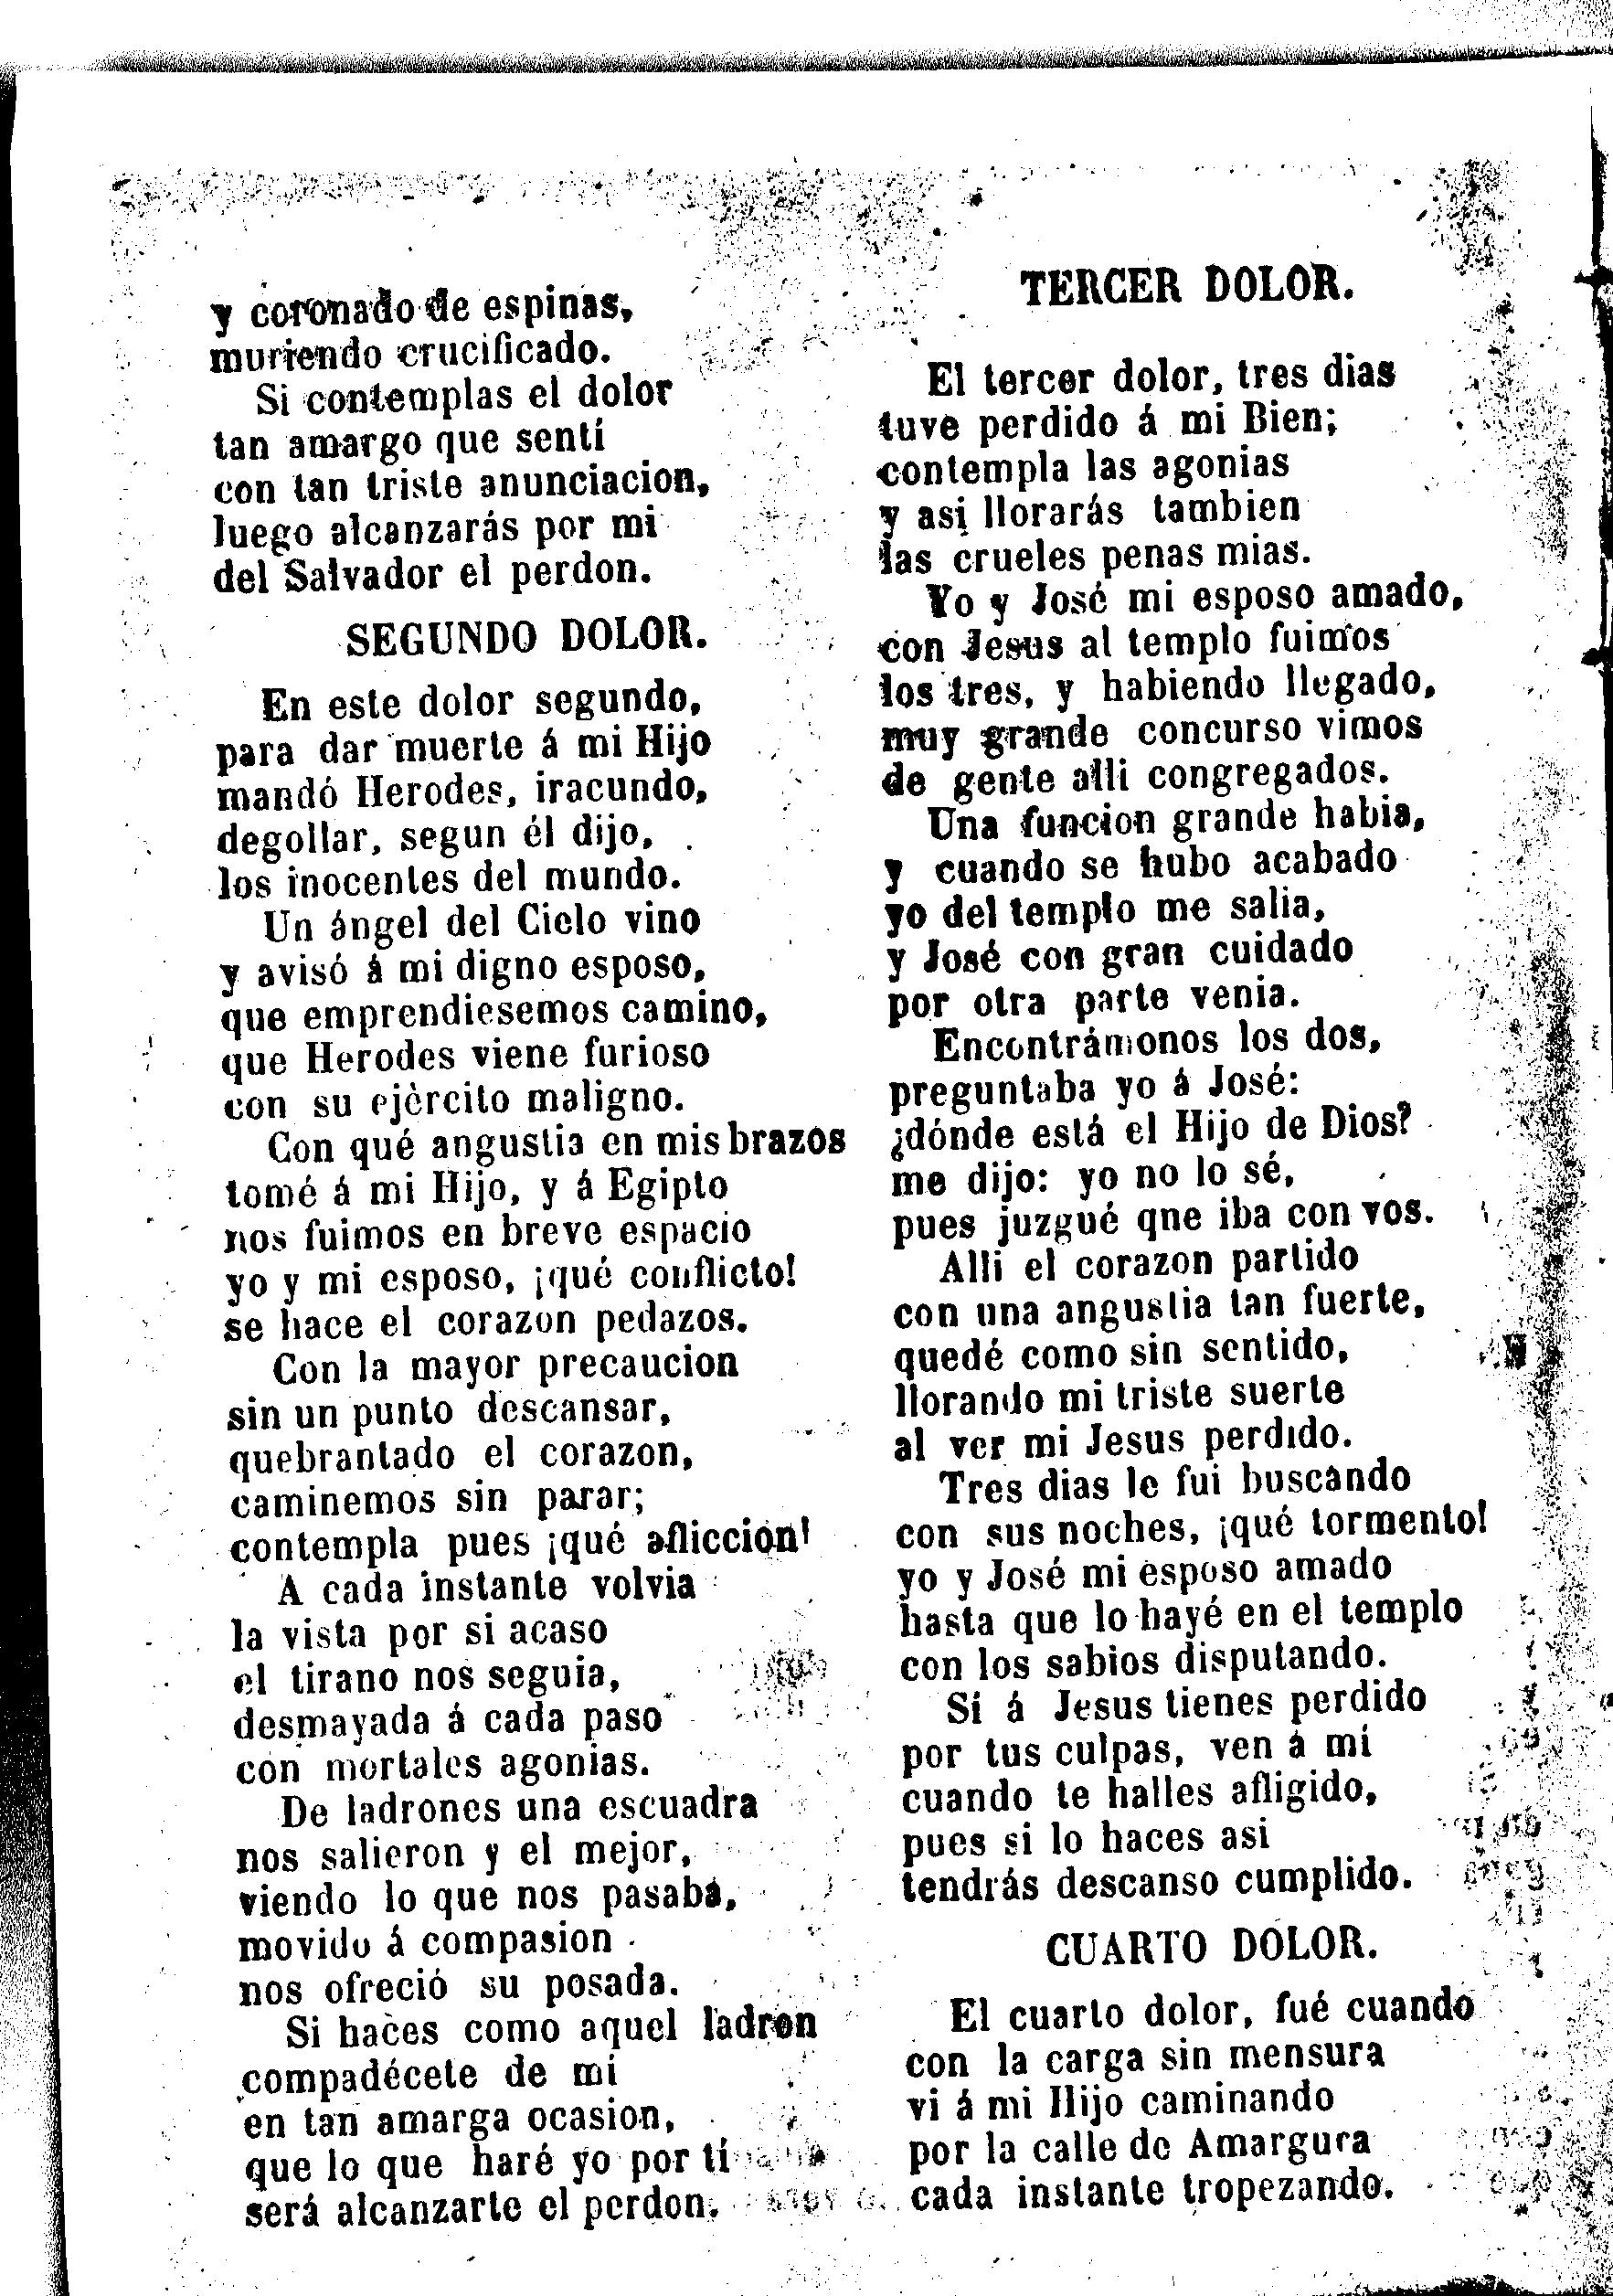 y coronado de espinas,
muriendo crucificado.
Si contemplas el dolor
tan amargo que sentí
con tan triste anunciacion,
luego alcanzarás por mi
del Salvador el perdon.
SEGUNDO DOLOR.
En este dolor segundo,
para dar muerte á mi Hijo
mandó Herodes, iracundo,
degollar, segun él dijo,
los inocentes del mundo.
Un ángel del Cielo vino
y avisó á mi digno esposo,
que emprendiesemos camino,
que Herodes viene furioso
con su ejèrcito maligno.
Con qué angustia en mis brazos
tomé á mi Hijo, y á Egipto
nos fuimos en breve espacio
yo y mi esposo, ¡qué conflicto!
se hace el corazon pedazos.
Con la mayor precaucion
sin un punto descansar,
quebrantado el corazon,
caminemos sin parar;
contempla pues ¡qué afliccion!
A cada instante volvia
la vista por si acaso
el tirano nos seguia,
desmayada á cada paso
con mortales agonias.
De ladrones una escuadra
nos salieron y el mejor,
viendo lo que nos pasaba,
movido á compasion
nos ofreció su posada.
Si haces como aquel ladron
compadécete de mi
en tan amarga ocasion,
que lo que haré yo por tí
será alcanzarte el perdon.
TERCER DOLOR.
El tercer dolor, tres dias
tuve perdido á mi Bien;
contempla las agonias
y asi llorarás tambien
las crueles penas mias.
Yo y José mi esposo amado,
con Jesus al templo fuimos
los tres, y habiendo llegado,
muy grande concurso vimos
de gente alli congregados.
Una funcion grande habia,
y cuando se hubo acabado
yo del templo me salia,
y José con gran cuidado
por otra parte venia.
Encontrámonos los dos,
preguntaba yo á José:
¿dónde está el Hijo de Dios?
me dijo: yo no lo sé,
pues juzgué qne iba con vos.
Alli el corazon partido
con una angustia tan fuerte,
quedé como sin sentido,
llorando mi triste suerte
al ver mi Jesus perdido.
Tres dias le fui buscando
con sus noches, ¡qué tormento!
yo y José mi esposo amado
hasta que lo hayé en el templo
con los sabios disputando.
Si á Jesus tienes perdido
por tus culpas, ven á mi
cuando te halles afligido,
pues si lo haces asi
tendrás descanso cumplido.
CUARTO DOLOR.
El cuarto dolor, fué cuando
con la carga sin mensura
vi á mi Hijo caminando
por la calle de Amargura
cada instante tropezando.